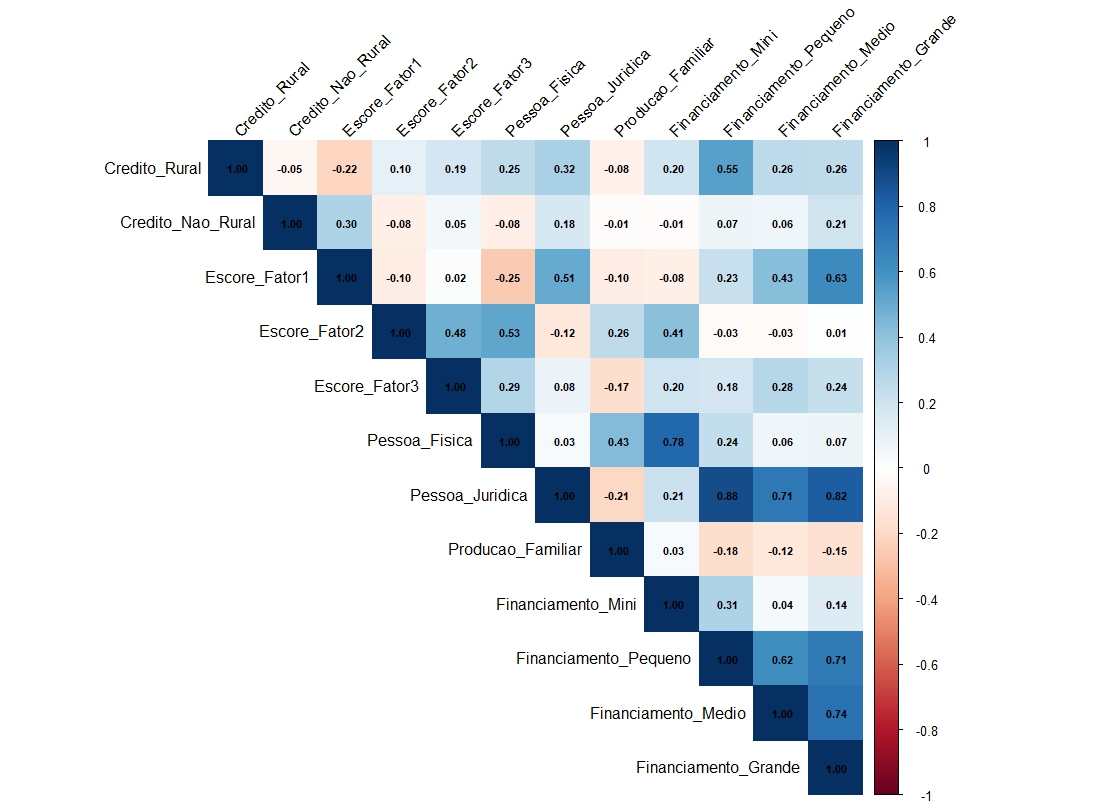 Credito_Rural
Credito_Nao_Rural
Escore_Fator1
Escore_Fator2
Escore_Fator3
Pessoa_Fisica
Pessoa_Juridica
Producao_Familiar
Financiamento_Mini
Financiamento_Pequeno
Financiamento_Medio
Financiamento_Grande
Credito_Rural 1.00 -0.05 -0.22 0.10 0.19 0.25 0.32 -0.08 0.20 0.55 0.26 0.26
Credito_Nao_Rural 1.00 0.30 -0.08 0.05 -0.08 0.18 -0.01 -0.01 0.07 0.06 0.21
Escore_Fator1 1.00 -0.10 0.02 -0.25 0.51 -0.10 -0.08 0.23 0.43 0.63
Escore_Fator2 1.00 0.48 0.53 -0.12 0.26 0.41 -0.03 -0.03 0.01
Escore_Fator3 1.00 0.29 0.08 -0.17 0.20 0.18 0.28 0.24
Pessoa_Fisica 1.00 0.03 0.43 0.78 0.24 0.06 0.07
Pessoa_Juridica 1.00 -0.21 0.21 0.88 0.71 0.82
Producao_Familiar 1.00 0.03 -0.18 -0.12 -0.15
Financiamento_Mini 1.00 0.31 0.04 0.14
Financiamento_Pequeno 1.00 0.62 0.71
Financiamento_Medio 1.00 0.74
Financiamento_Grande 1.00
1
0.8
0.6
0.4
0.2
0
-0.2
-0.4
-0.6
-0.8
-1